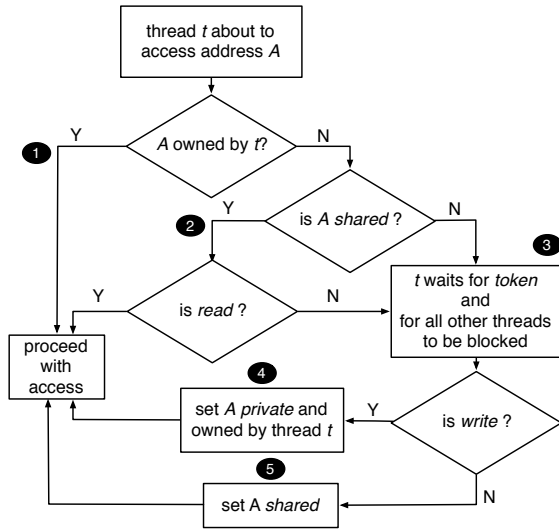 thread t about to
access address A
1
Y
A owned by t?
N
2
Y
is A shared ?
N
3
Y
is read ?
N
t waits for token
and
for all other threads
to be blocked
proceed
with
access
4
set A private and
owned by thread t
Y
is write ?
5
set A shared
N